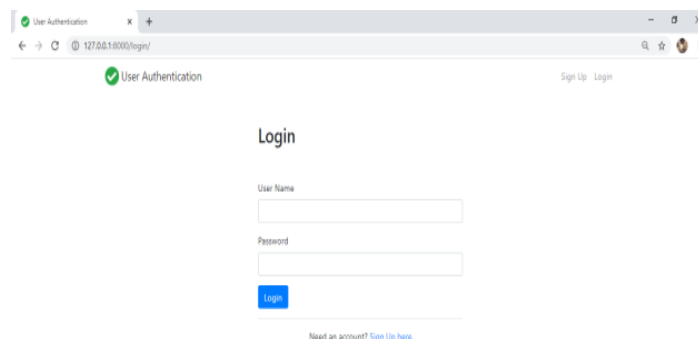 User Authentication
127.0.0.1:8000/login/
User Authentication
Sign Up Login
Login
User Name
Password
Login
Need an account? Sign Up here